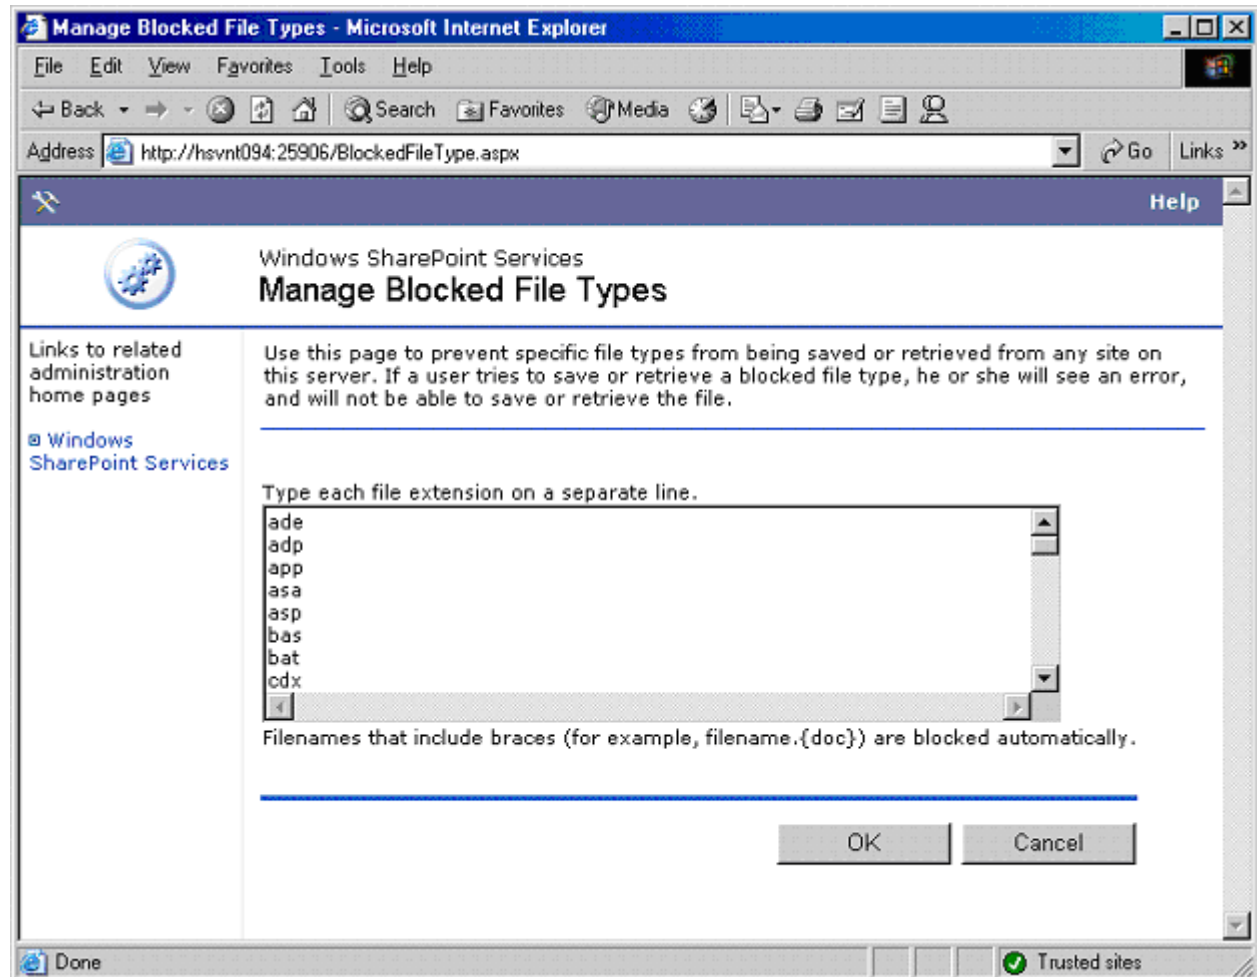 Manage Blocked File Types - Microsoft Internet Explorer
File Edit View Favorites Tools Help
Back Search Favorites Media
Address http://hsvnt094:25906/BlockedFileType.aspx Go Links »
Help
Windows SharePoint Services
Manage Blocked File Types
Links to related
administration
home pages
Windows
SharePoint Services
Use this page to prevent specific file types from being saved or retrieved from any site on
this server. If a user tries to save or retrieve a blocked file type, he or she will see an error,
and will not be able to save or retrieve the file.
Type each file extension on a separate line.
ade
adp
app
asa
asp
bas
bat
cdx
Filenames that include braces (for example, filename.{doc}) are blocked automatically.
OK Cancel
Done Trusted sites